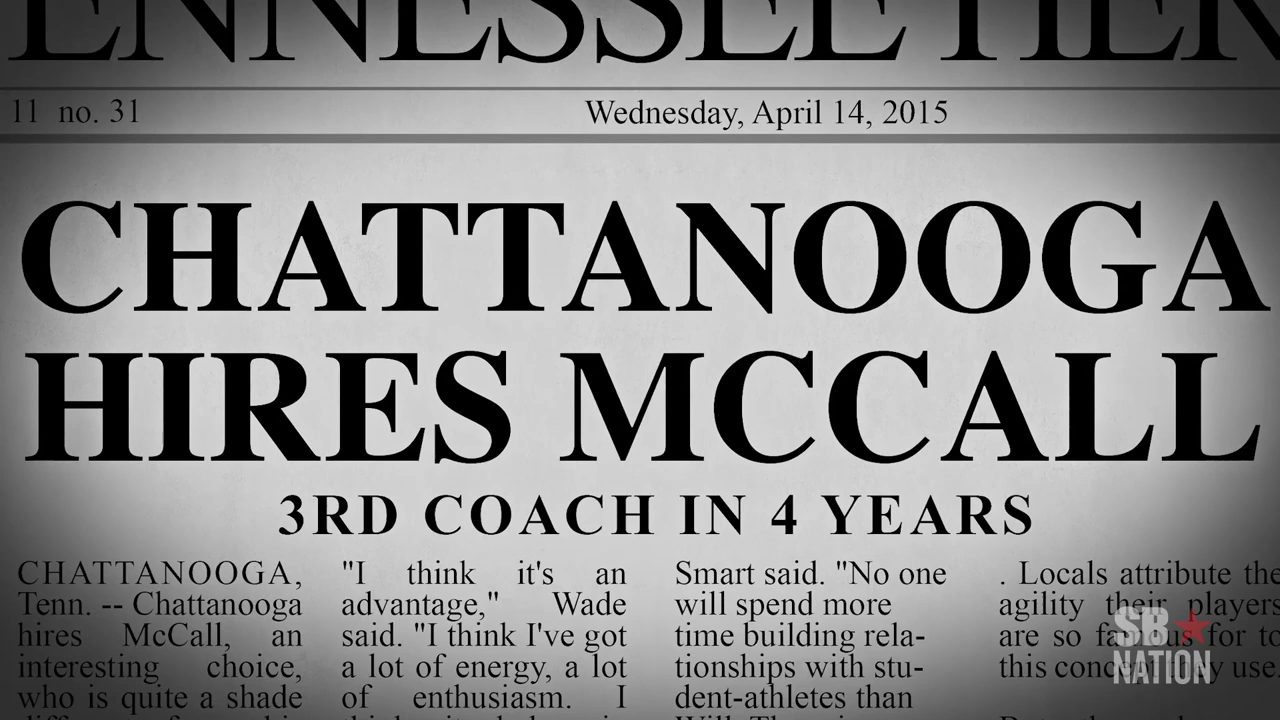 ENNESSEE
11 no. 31
Wednesday, April 14, 2015
CHATTANOOGA
HIRES MCCALL
3RD COACH IN 4 YEARS
CHATTANOOGA,
Tenn. -- Chattanooga
hires McCall, an
interesting choice,
who is quite a shade
"I think it's an
advantage," Wade
said. "I think I've got
a lot of energy, a lot
of enthusiasm. I
Smart said. "No one
will spend more
time building rela-
tionships with stu-
dent-athletes than
. Locals attribute the
agility their players
are so famous for to
this
use.
SB
NATION